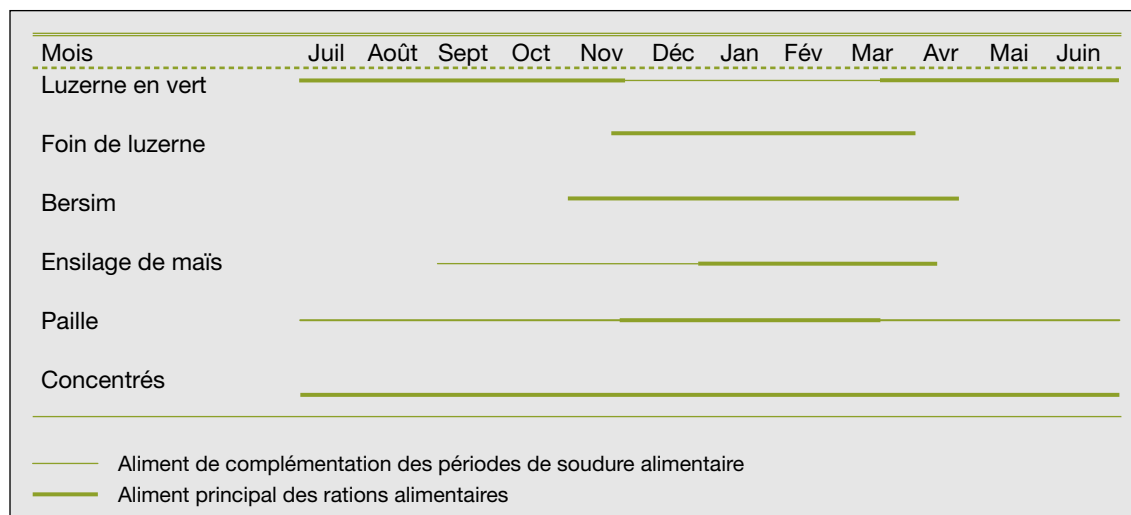 Mois Juil Août Sept Oct Nov Déc Jan Fév Mar Avr Mai Juin
Luzerne en vert
Foin de luzerne
Bersim
Ensilage de maïs
Paille
Concentrés
Aliment de complémentation des périodes de soudure alimentaire
Aliment principal des rations alimentaires